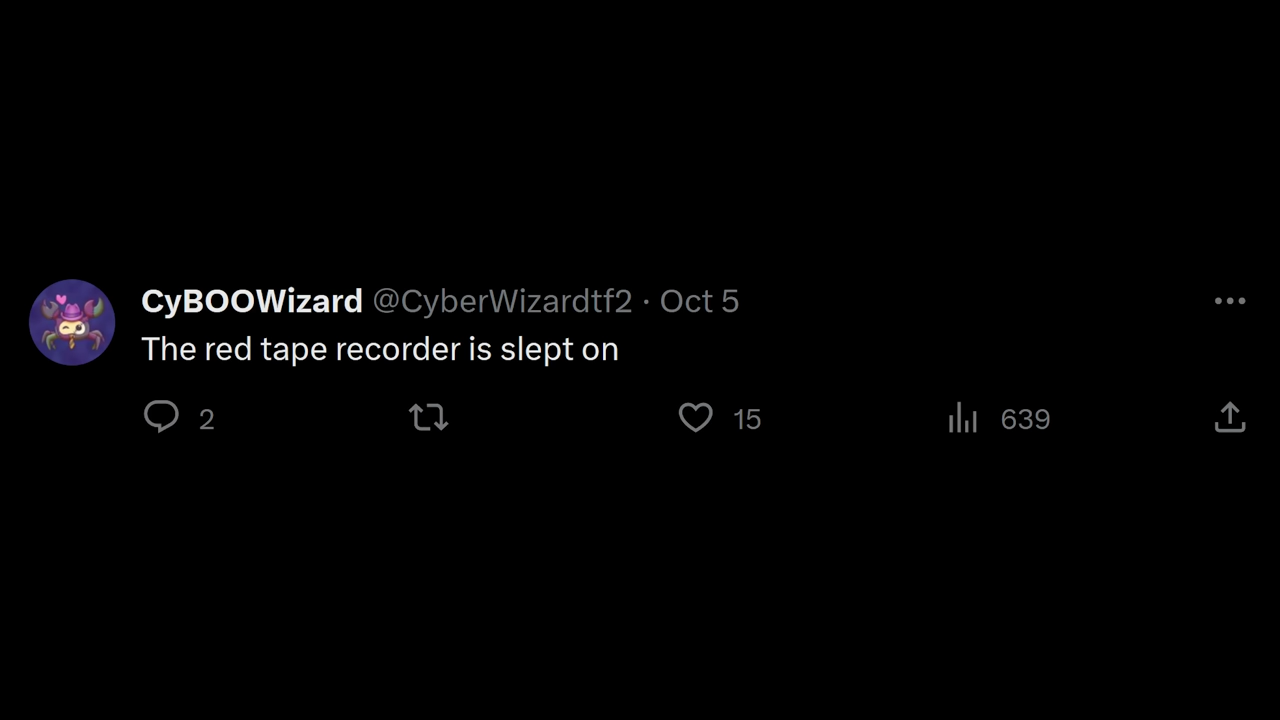 CyBOOWizard @CyberWizardtf2 · Oct 5
The red tape recorder is slept on
2 15 639